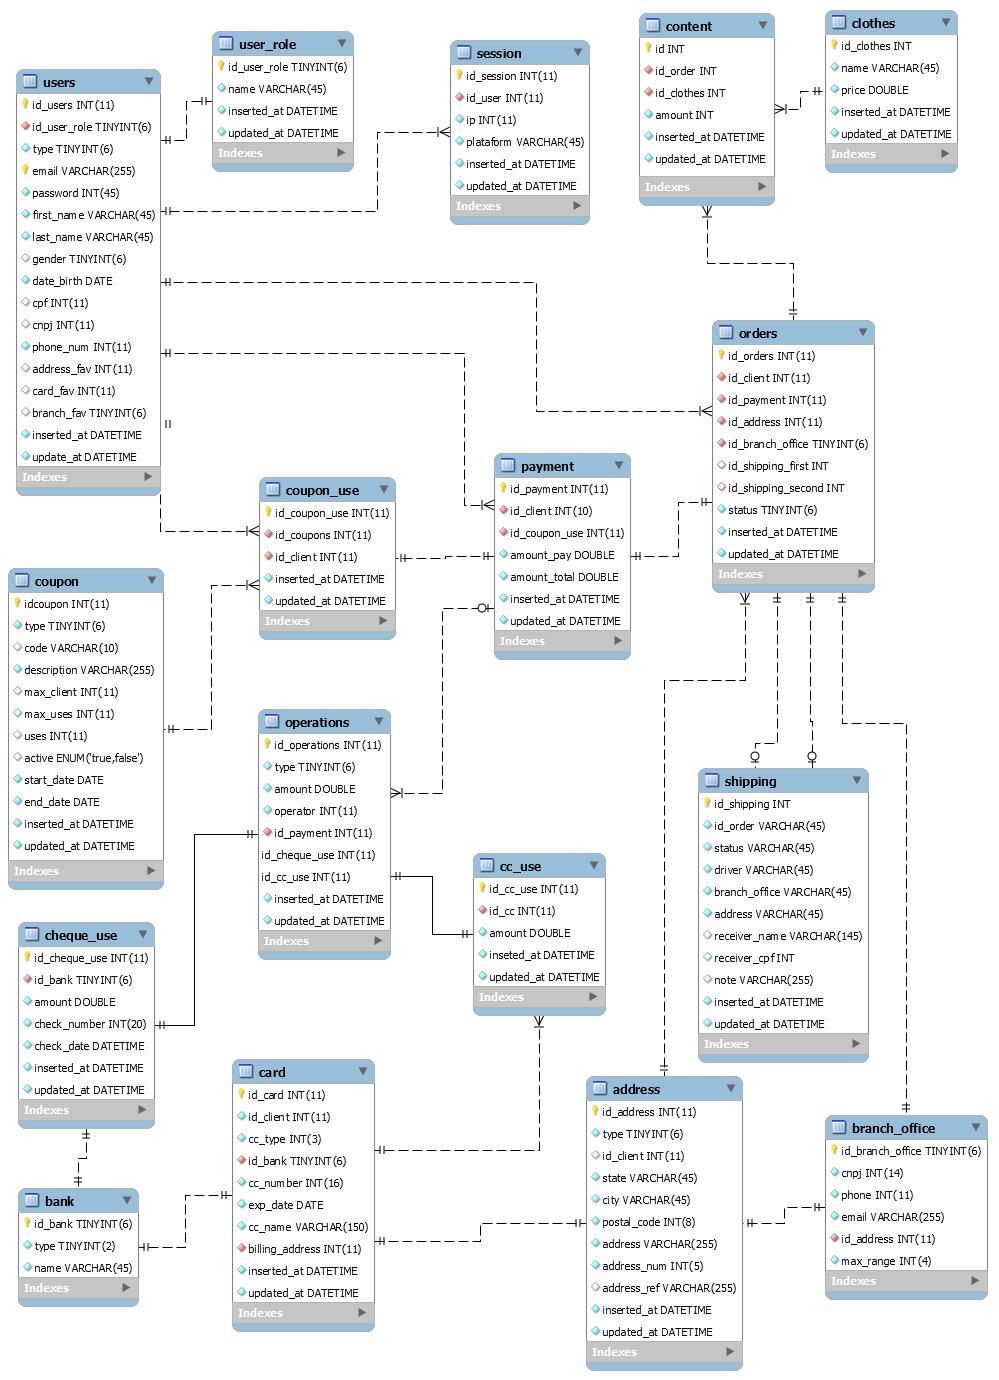 users
id_users INT(11)
id_user_role TINYINT(6)
type TINYINT(6)
email VARCHAR(255)
password INT(45)
first_name VARCHAR(45)
last_name VARCHAR(45)
gender TINYINT(6)
date_birth DATE
cpf INT(11)
cnpj INT(11)
phone_num INT(11)
address_fav INT(11)
card_fav INT(11)
branch_fav TINYINT(6)
inserted_at DATETIME
update_at DATETIME
Indexes
user_role
id_user_role TINYINT(6)
name VARCHAR(45)
inserted_at DATETIME
updated_at DATETIME
Indexes
session
id_session INT(11)
id_user INT(11)
ip INT(11)
plataform VARCHAR(45)
inserted_at DATETIME
updated_at DATETIME
Indexes
content
id INT
id_order INT
id_clothes INT
amount INT
inserted_at DATETIME
updated_at DATETIME
Indexes
clothes
id_clothes INT
name VARCHAR(45)
price DOUBLE
inserted_at DATETIME
updated_at DATETIME
Indexes
orders
id_orders INT(11)
id_client INT(11)
id_payment INT(11)
id_address INT(11)
id_branch_office TINYINT(6)
id_shipping_first INT
id_shipping_second INT
status TINYINT(6)
inserted_at DATETIME
updated_at DATETIME
Indexes
payment
id_payment INT(11)
id_client INT(10)
id_coupon_use INT(11)
amount_pay DOUBLE
amount_total DOUBLE
inserted_at DATETIME
updated_at DATETIME
Indexes
coupon_use
id_coupon_use INT(11)
id_coupons INT(11)
id_client INT(11)
inserted_at DATETIME
updated_at DATETIME
Indexes
coupon
idcoupon INT(11)
type TINYINT(6)
code VARCHAR(10)
description VARCHAR(255)
max_client INT(11)
max_uses INT(11)
uses INT(11)
active ENUM('true,false')
start_date DATE
end_date DATE
inserted_at DATETIME
updated_at DATETIME
Indexes
operations
id_operations INT(11)
type TINYINT(6)
amount DOUBLE
operator INT(11)
id_payment INT(11)
id_cheque_use INT(11)
id_cc_use INT(11)
inserted_at DATETIME
updated_at DATETIME
Indexes
cc_use
id_cc_use INT(11)
id_cc INT(11)
amount DOUBLE
inseted_at DATETIME
updated_at DATETIME
Indexes
shipping
id_shipping INT
id_order VARCHAR(45)
status VARCHAR(45)
driver VARCHAR(45)
branch_office VARCHAR(45)
address VARCHAR(45)
receiver_name VARCHAR(145)
receiver_cpf INT
note VARCHAR(255)
inserted_at DATETIME
updated_at DATETIME
Indexes
cheque_use
id_cheque_use INT(11)
id_bank TINYINT(6)
amount DOUBLE
check_number INT(20)
check_date DATETIME
inserted_at DATETIME
updated_at DATETIME
Indexes
card
id_card INT(11)
id_client INT(11)
cc_type INT(3)
id_bank TINYINT(6)
cc_number INT(16)
exp_date DATE
cc_name VARCHAR(150)
billing_address INT(11)
inserted_at DATETIME
updated_at DATETIME
Indexes
address
id_address INT(11)
type TINYINT(6)
id_client INT(11)
state VARCHAR(45)
city VARCHAR(45)
postal_code INT(8)
address VARCHAR(255)
address_num INT(5)
address_ref VARCHAR(255)
inserted_at DATETIME
updated_at DATETIME
Indexes
branch_office
id_branch_office TINYINT(6)
cnpj INT(14)
phone INT(11)
email VARCHAR(255)
id_address INT(11)
max_range INT(4)
Indexes
bank
id_bank TINYINT(6)
type TINYINT(2)
name VARCHAR(45)
Indexes